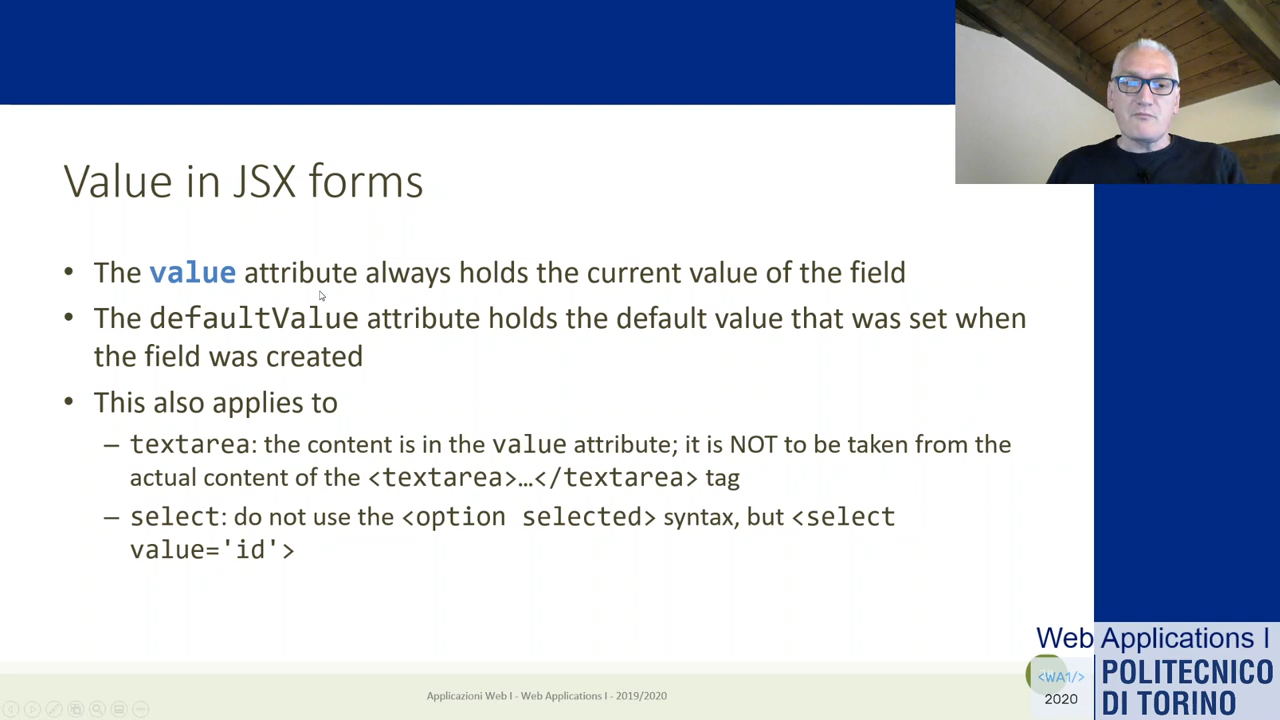 Value in JSX forms
• The value attribute always holds the current value of the field
• The defaultValue attribute holds the default value that was set when
the field was created
• This also applies to
– textarea: the content is in the value attribute; it is NOT to be taken from the
actual content of the <textarea>…</textarea> tag
– select: do not use the <option selected> syntax, but <select
value='id'>
Applicazioni Web I - Web Applications I - 2019/2020
Web Applications I
<WA1/>
2020
POLITECNICO
DI TORINO